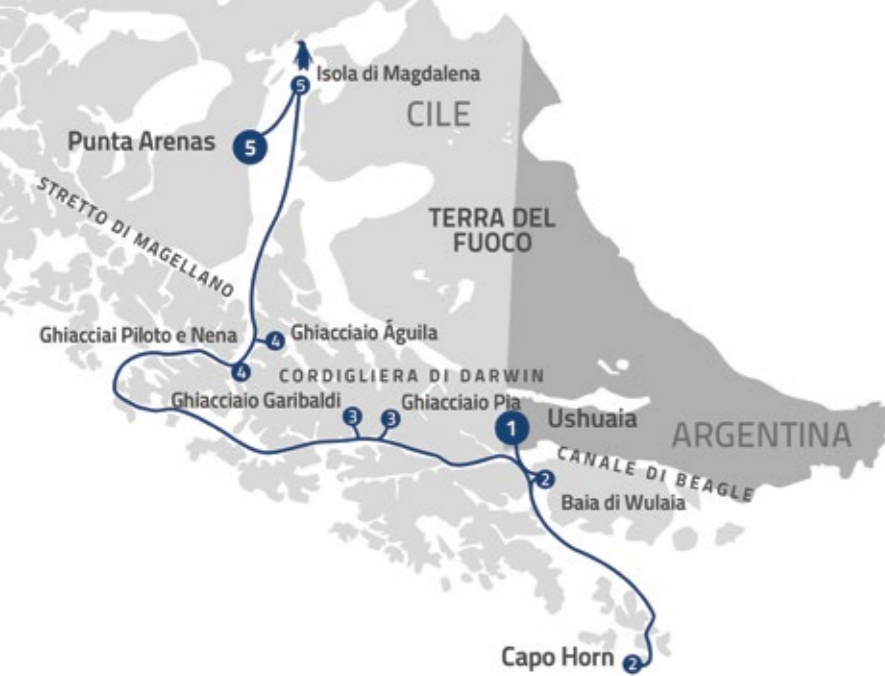 Isola di Magdalena
5
CILE
Punta Arenas
5
STRETTO DI MAGELLANO
TERRA DEL
FUOCO
Ghiacciai Piloto e Nena
4
Ghiacciaio Águila
4
CORDIGLIERA DI DARWIN
Ghiacciaio Garibaldi
3
3
Ghiacciaio Pia
1
Ushuaia
ARGENTINA
CANALE DI BEAGLE
2
Baia di Wulaia
Capo Horn
2